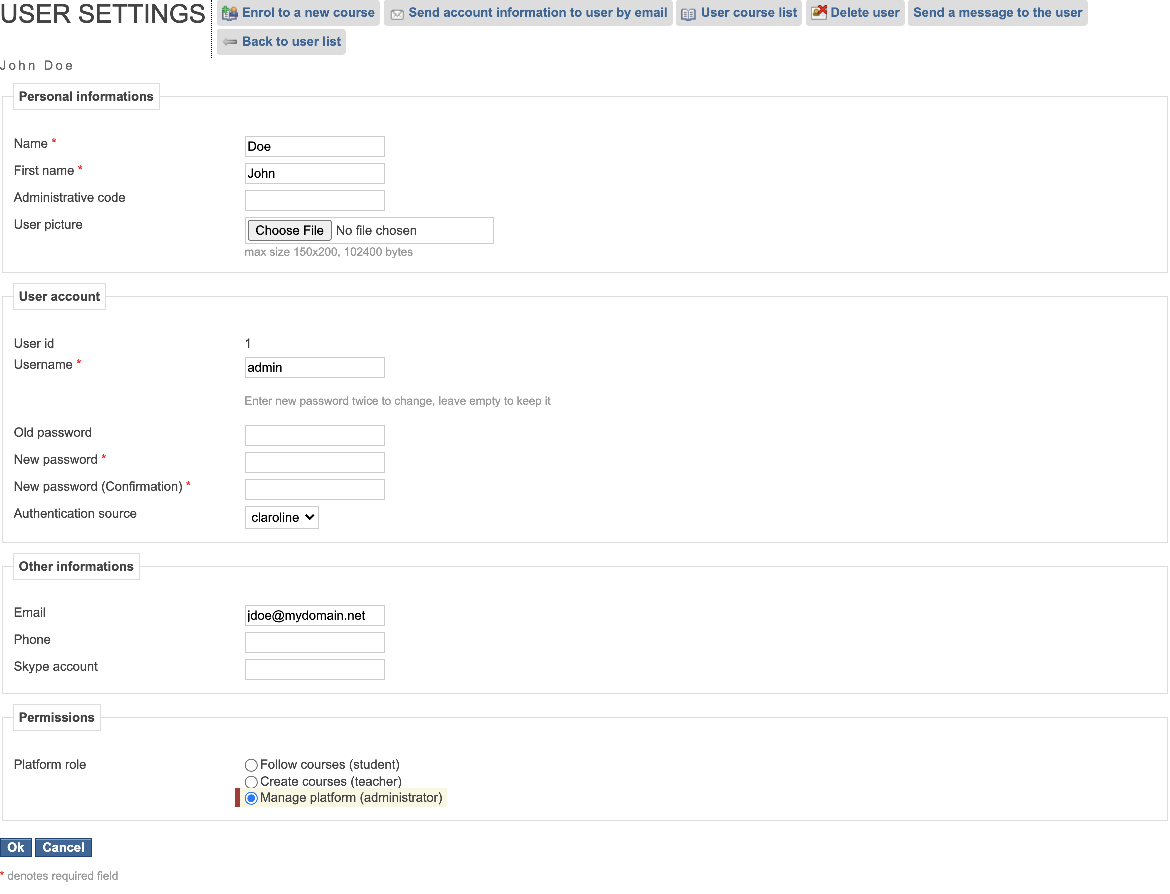 USER SETTINGS
Enrol to a new course
Send account information to user by email
User course list
Delete user
Send a message to the user
Back to user list
John Doe
Personal informations
Name * Doe
First name * John
Administrative code
User picture Choose File No file chosen
max size 150x200, 102400 bytes
User account
User id 1
Username * admin
Enter new password twice to change, leave empty to keep it
Old password
New password *
New password (Confirmation) *
Authentication source claroline
Other informations
Email jdoe@mydomain.net
Phone
Skype account
Permissions
Platform role Follow courses (student)
Create courses (teacher)
Manage platform (administrator)
Ok Cancel
* denotes required field